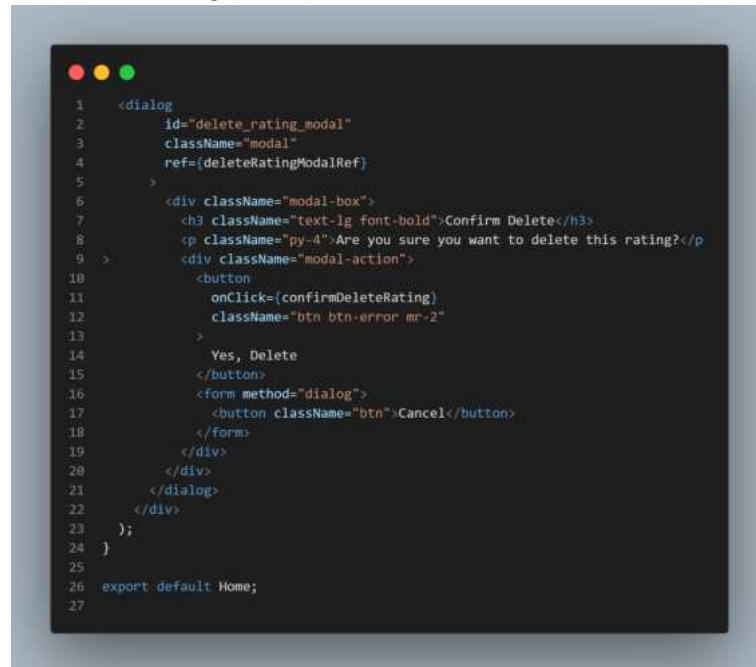 1 <dialog
2 id="delete_rating_modal"
3 className="modal"
4 ref={deleteRatingModalRef}
5 >
6 <div className="modal-box">
7 <h3 className="text-lg font-bold">Confirm Delete</h3>
8 <p className="py-4">Are you sure you want to delete this rating?</p
9 > <div className="modal-action">
10 <button
11 onClick={confirmDeleteRating}
12 className="btn btn-error mr-2"
13 >
14 Yes, Delete
15 </button>
16 <form method="dialog">
17 <button className="btn">Cancel</button>
18 </form>
19 </div>
20 </div>
21 </dialog>
22 </div>
23 );
24 }
25
26 export default Home;
27